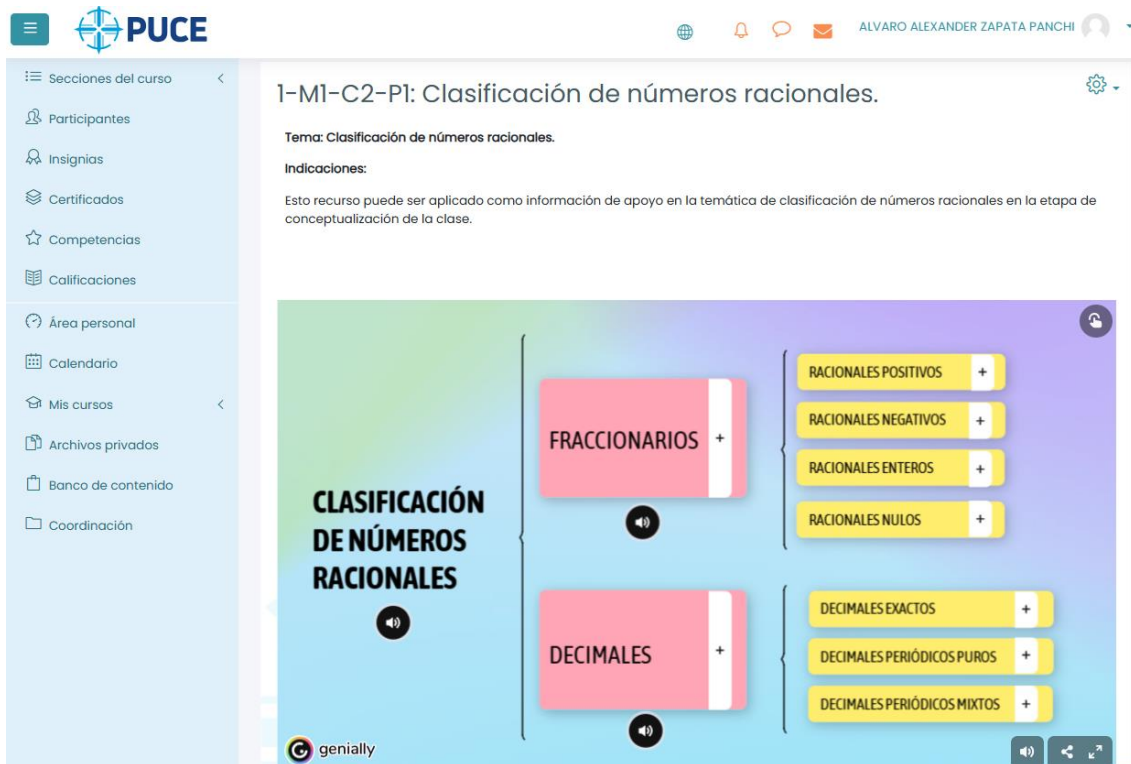 PUCE
ALVARO ALEXANDER ZAPATA PANCHI
Secciones del curso
Participantes
Insignias
Certificados
Competencias
Calificaciones
Área personal
Calendario
Mis cursos
Archivos privados
Banco de contenido
Coordinación
1-M1-C2-P1: Clasificación de números racionales.
Tema: Clasificación de números racionales.
Indicaciones:
Esto recurso puede ser aplicado como información de apoyo en la temática de clasificación de números racionales en la etapa de
conceptualización de la clase.
CLASIFICACIÓN
DE NÚMEROS
RACIONALES
FRACCIONARIOS +
RACIONALES POSITIVOS +
RACIONALES NEGATIVOS +
RACIONALES ENTEROS +
RACIONALES NULOS +
DECIMALES +
DECIMALES EXACTOS +
DECIMALES PERIÓDICOS PUROS +
DECIMALES PERIÓDICOS MIXTOS +
genially